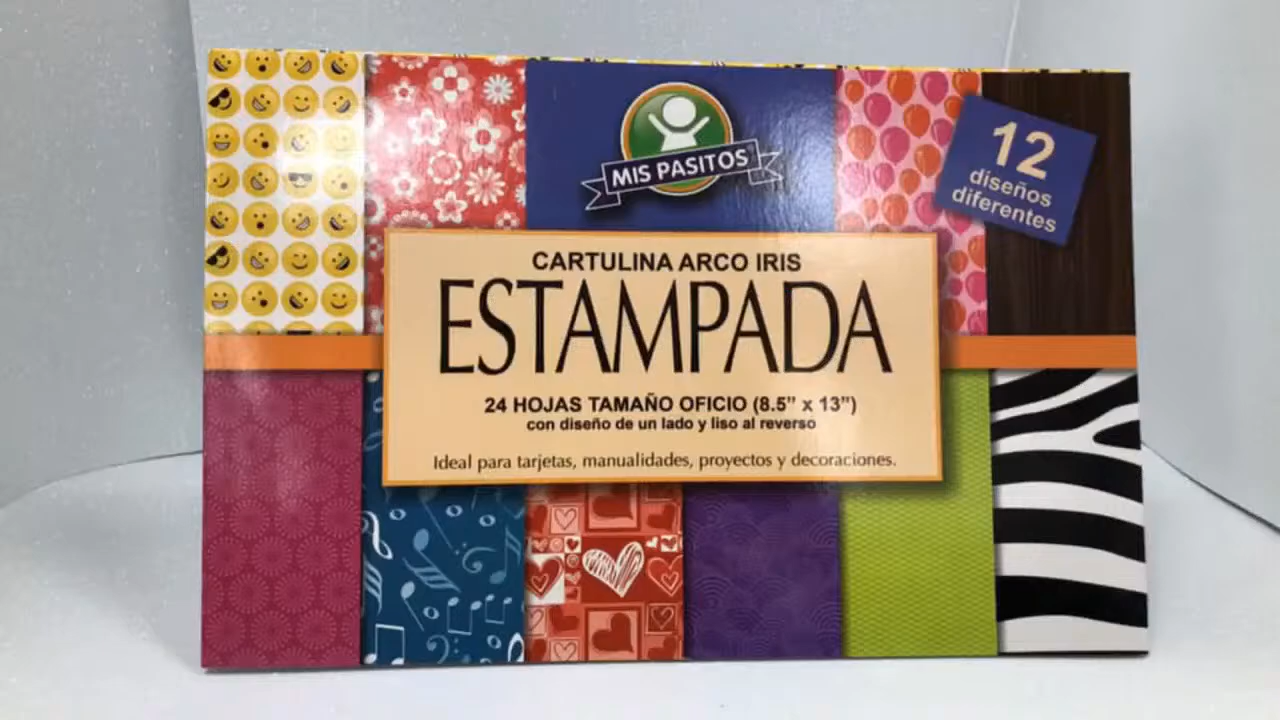 MIS PASITOS
12
diseños
diferentes
CARTULINA ARCO IRIS
ESTAMPADA
24 HOJAS TAMAÑO OFICIO (8.5” x 13”)
con diseño de un lado y liso al reverso
Ideal para tarjetas, manualidades, proyectos y decoraciones.